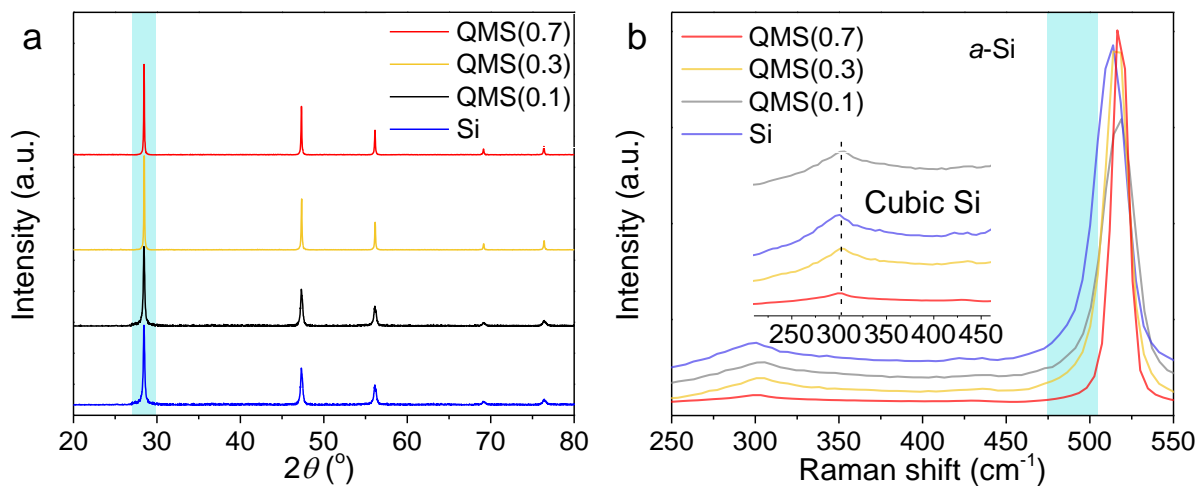 a
QMS(0.7)
QMS(0.3)
QMS(0.1)
Si
Intensity (a.u.)
20 30 40 50 60 70 80
2θ (°)
b
QMS(0.7)
QMS(0.3)
QMS(0.1)
Si
a-Si
Cubic Si
250 300 350 400 450
Intensity (a.u.)
250 300 350 400 450 500 550
Raman shift (cm⁻¹)